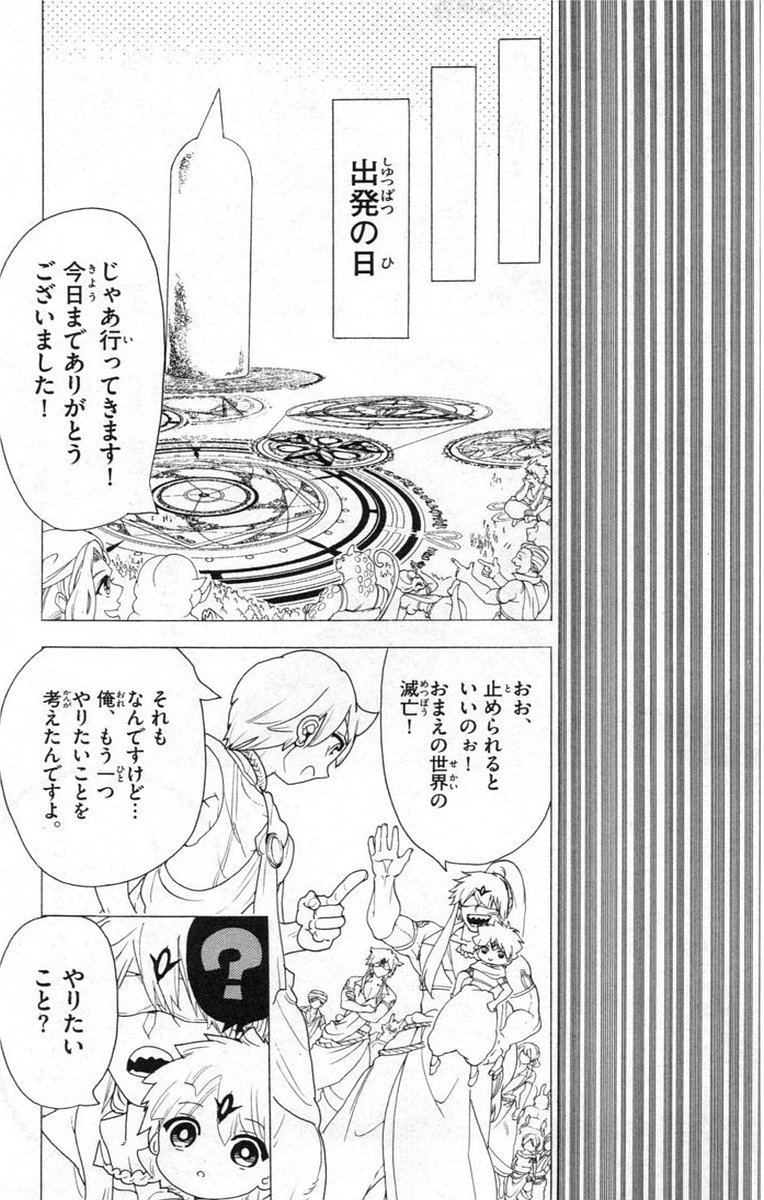 出発の日
じゃあ行ってきます！
今日までありがとう
ございました！
おお、
止められると
いいのぉ！
おまえの世界の
滅亡！
それも
なんですけど…
俺、もう一つ
やりたいことを
考えたんですよ。
？
やりたい
こと？